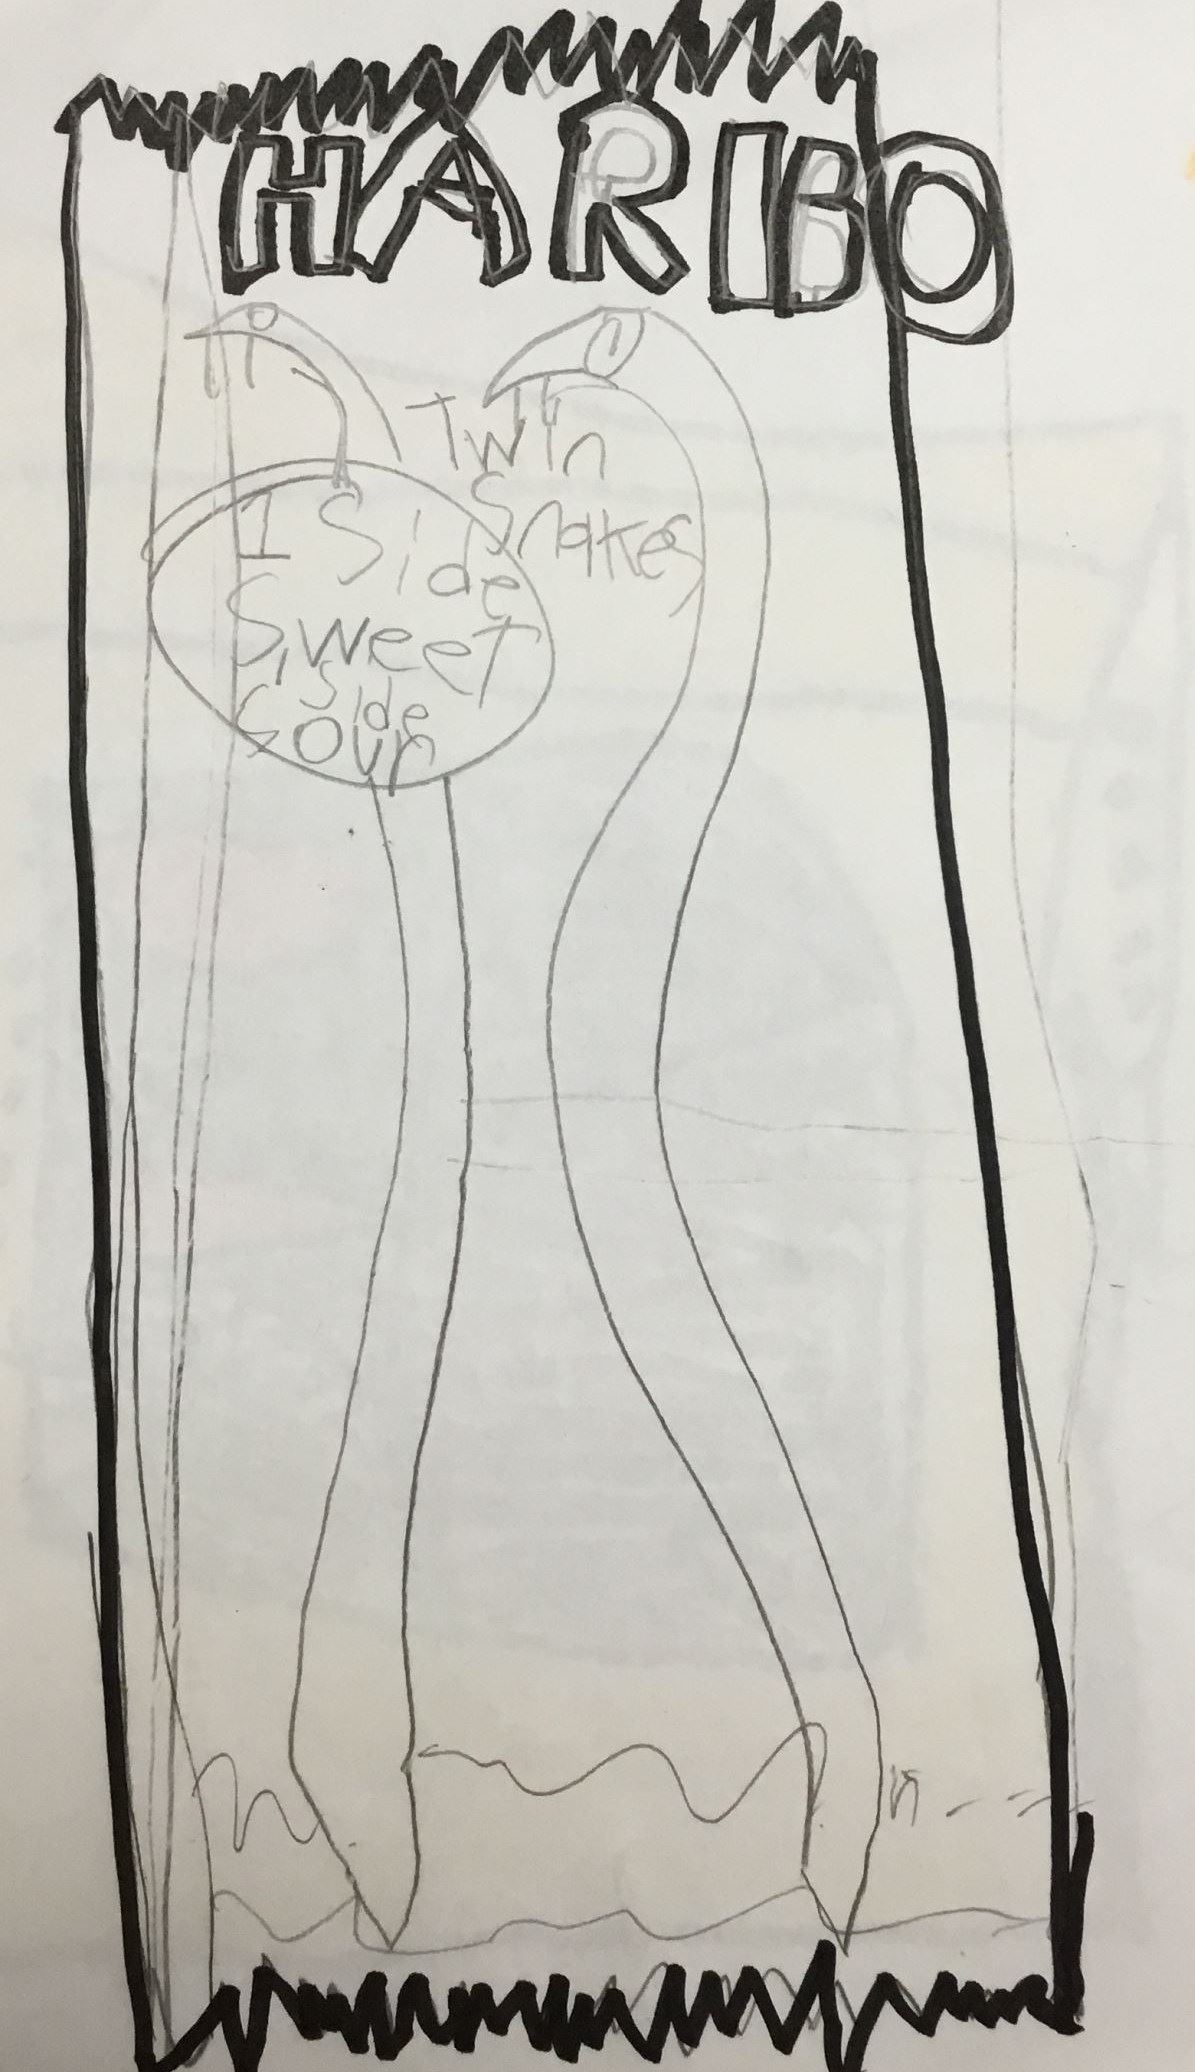 HARIBO
Twin
Snakes
1 Side
Sweet
1 Side
Sour